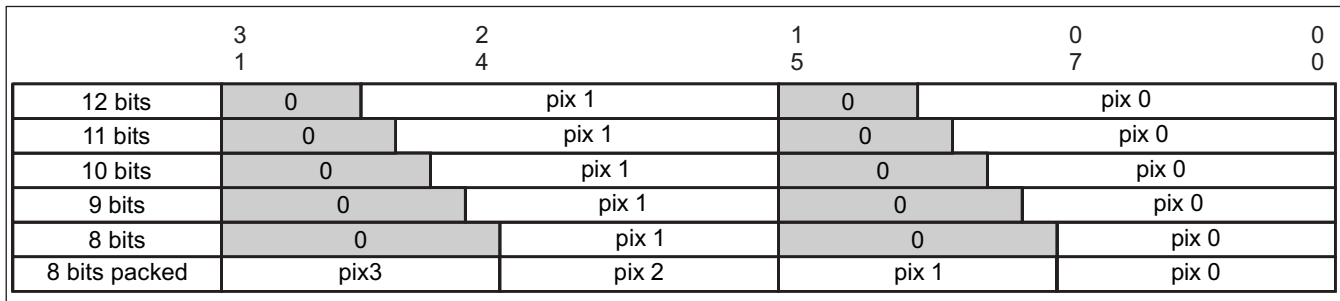 3 2 1 0 0
1 4 5 7 0
12 bits 0 pix 1 0 pix 0
11 bits 0 pix 1 0 pix 0
10 bits 0 pix 1 0 pix 0
9 bits 0 pix 1 0 pix 0
8 bits 0 pix 1 0 pix 0
8 bits packed pix3 pix 2 pix 1 pix 0